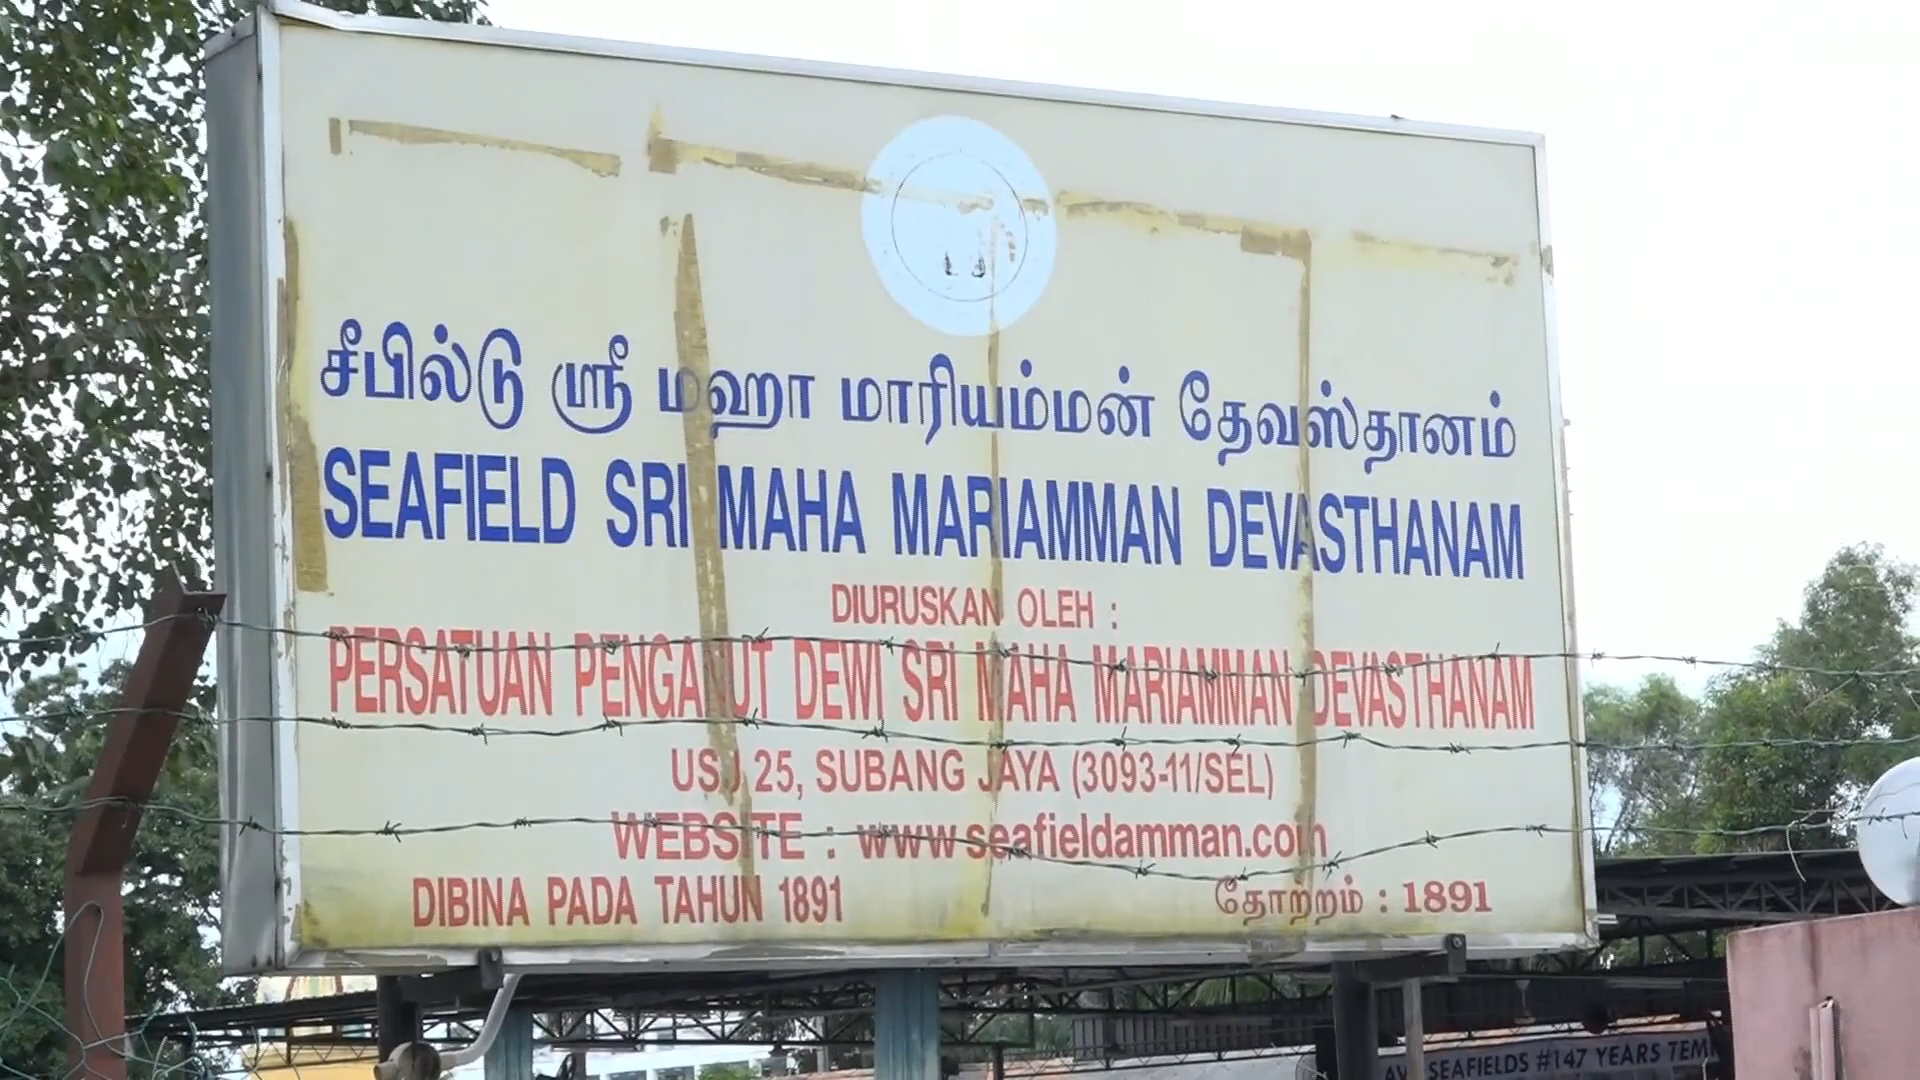 சீபில்டு ஸ்ரீ மஹா மாரியம்மன் தேவஸ்தானம்
SEAFIELD SRI MAHA MARIAMMAN DEVASTHANAM
DIURUSKAN OLEH :
PERSATUAN PENGANUT DEWI SRI MAHA MARIAMMAN DEVASTHANAM
USJ 25, SUBANG JAYA (3093-11/SEL)
WEBSITE : www.seafieldamman.com
DIBINA PADA TAHUN 1891 தோற்றம் : 1891
SEAFIELDS #147 YEARS TEM